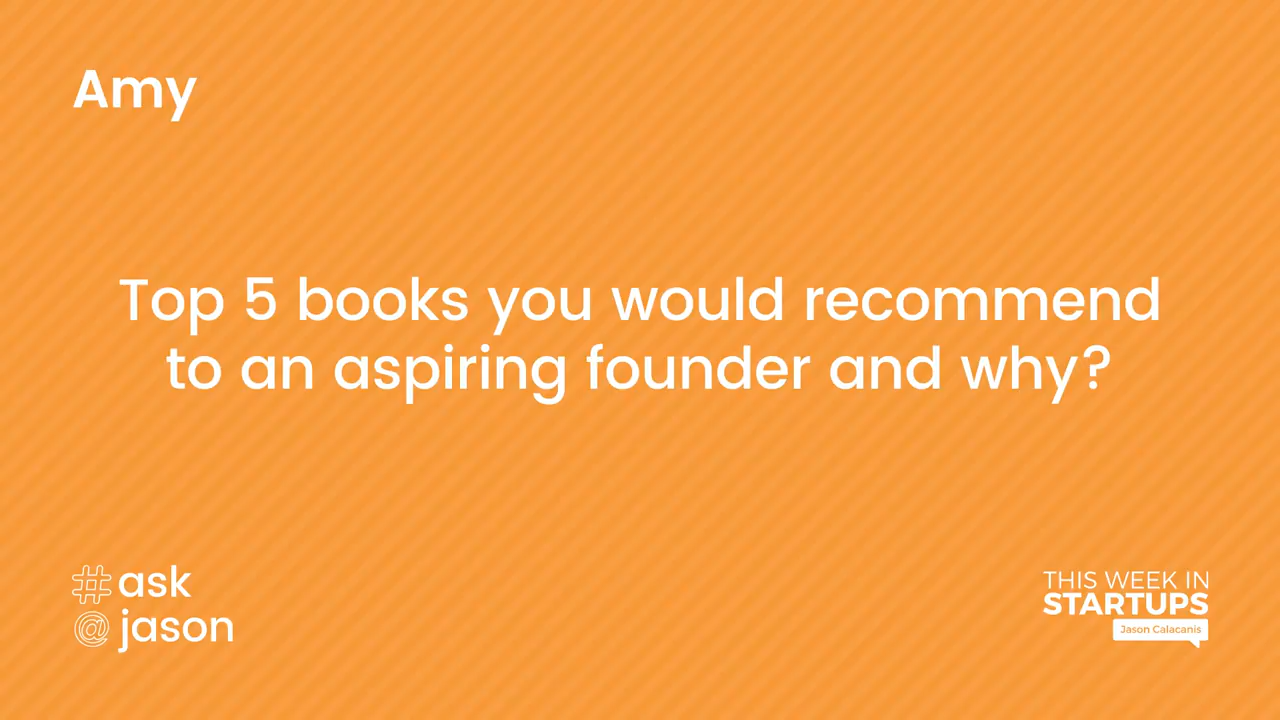 Amy
Top 5 books you would recommend
to an aspiring founder and why?
#ask
@jason
THIS WEEK IN
STARTUPS
Jason Calacanis